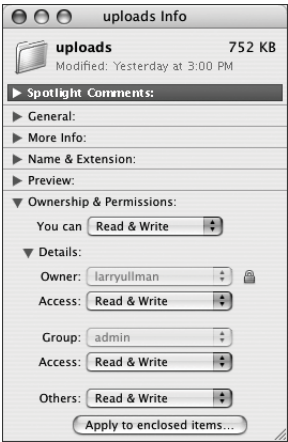 uploads Info
uploads 752 KB
Modified: Yesterday at 3:00 PM
Spotlight Comments:
General:
More Info:
Name & Extension:
Preview:
Ownership & Permissions:
You can Read & Write
Details:
Owner: larryullman
Access: Read & Write
Group: admin
Access: Read & Write
Others: Read & Write
Apply to enclosed items...